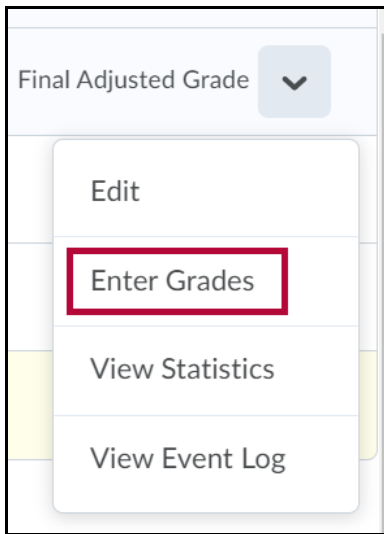 Final Adjusted Grade
Edit
Enter Grades
View Statistics
View Event Log